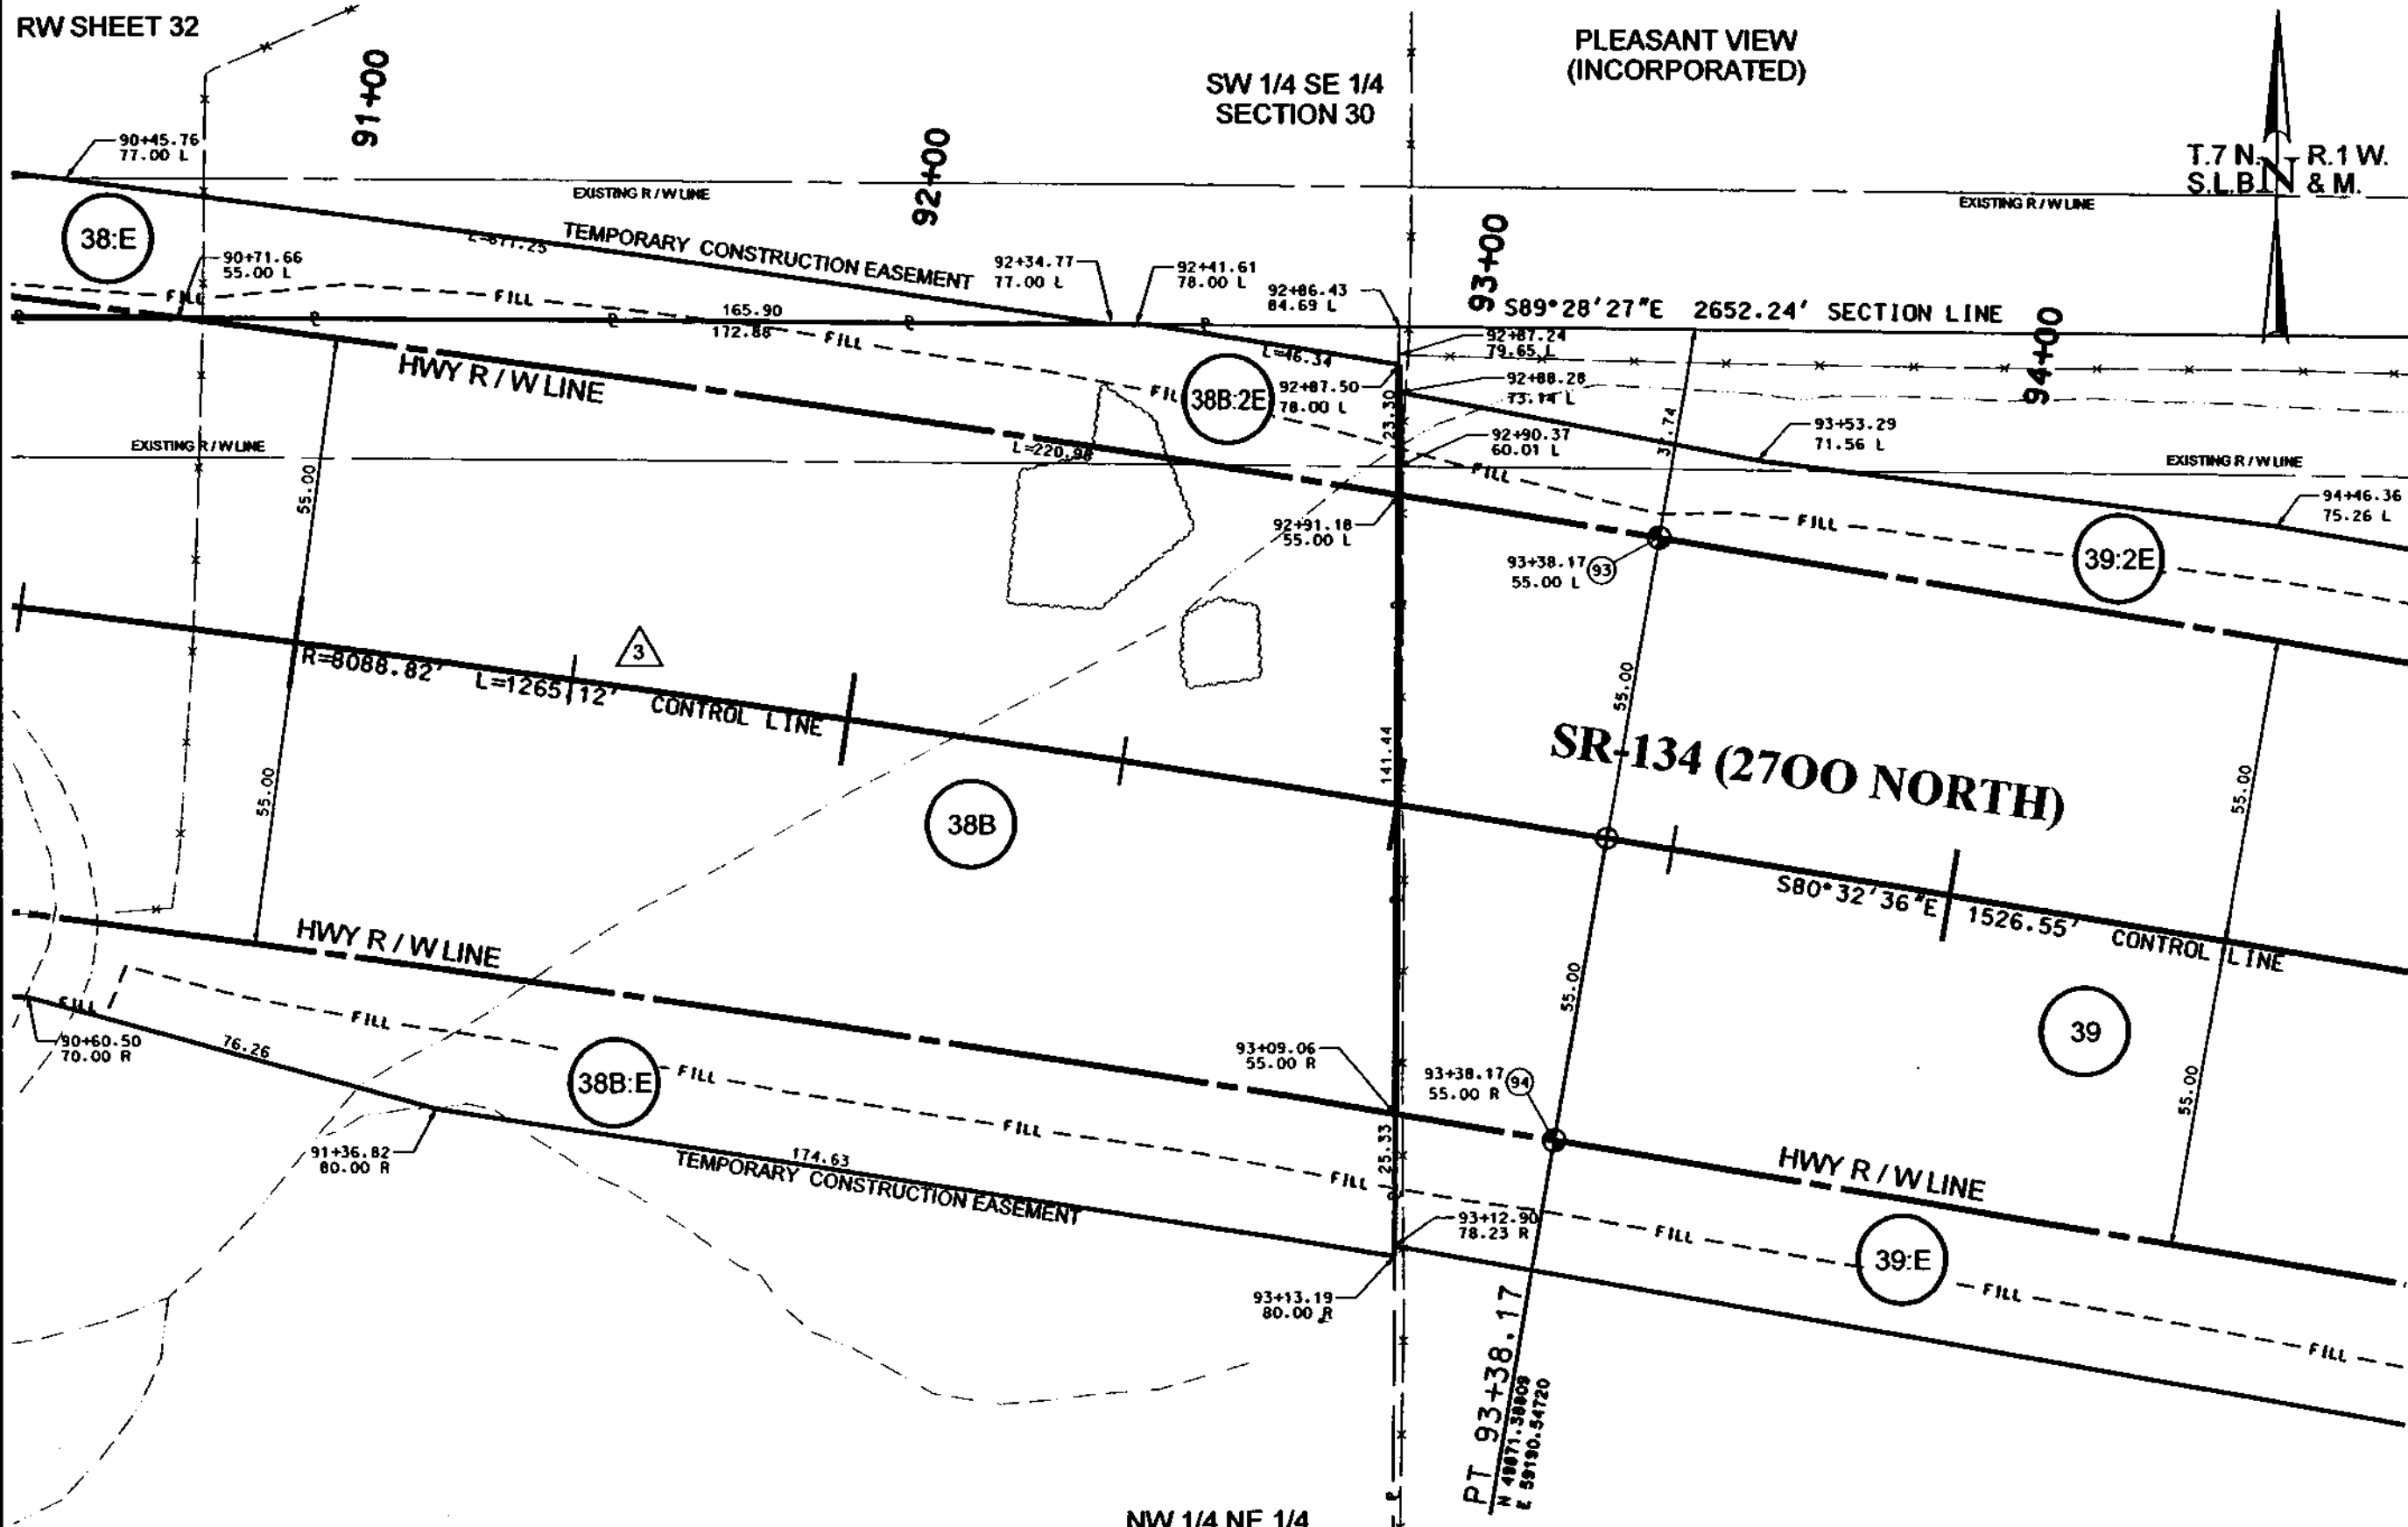 RW SHEET 32
91+00
90+45.76
77.00 L
92+00
SW 1/4 SE 1/4
SECTION 30
PLEASANT VIEW
(INCORPORATED)
T.7 N. N R.1 W.
S.L.B. & M.
EXISTING R/W LINE
EXISTING R/W LINE
38:E
TEMPORARY CONSTRUCTION EASEMENT
90+71.66
55.00 L
92+34.77
77.00 L
92+41.61
78.00 L
92+86.43
84.69 L
93+00
S89°28'27"E 2652.24' SECTION LINE
94+00
FILL
FILL
165.90
172.88
FILL
L=46.34
92+87.24
79.65 L
HWY R/W LINE
FILL
38B:2E
92+87.50
78.00 L
23.30
92+88.28
73.14 L
37.74
93+53.29
71.56 L
EXISTING R/W LINE
L=220.98
92+90.37
60.01 L
FILL
EXISTING R/W LINE
94+46.36
75.26 L
55.00
92+91.18
55.00 L
93+38.17
55.00 L
93
FILL
39:2E
3
R=8088.82'
L=1265.12'
CONTROL LINE
55.00
141.44
SR-134 (2700 NORTH)
55.00
55.00
38B
S80°32'36"E
1526.55'
CONTROL LINE
HWY R/W LINE
FILL
FILL
55.00
39
90+60.50
70.00 R
76.26
38B:E
FILL
93+09.06
55.00 R
93+38.17
55.00 R
94
55.00
FILL
25.33
91+36.82
80.00 R
174.63
TEMPORARY CONSTRUCTION EASEMENT
FILL
HWY R/W LINE
93+12.90
78.23 R
FILL
39:E
FILL
93+13.19
80.00 R
FILL
PT 93+38.17
E 59190.54720
NW 1/4 NE 1/4